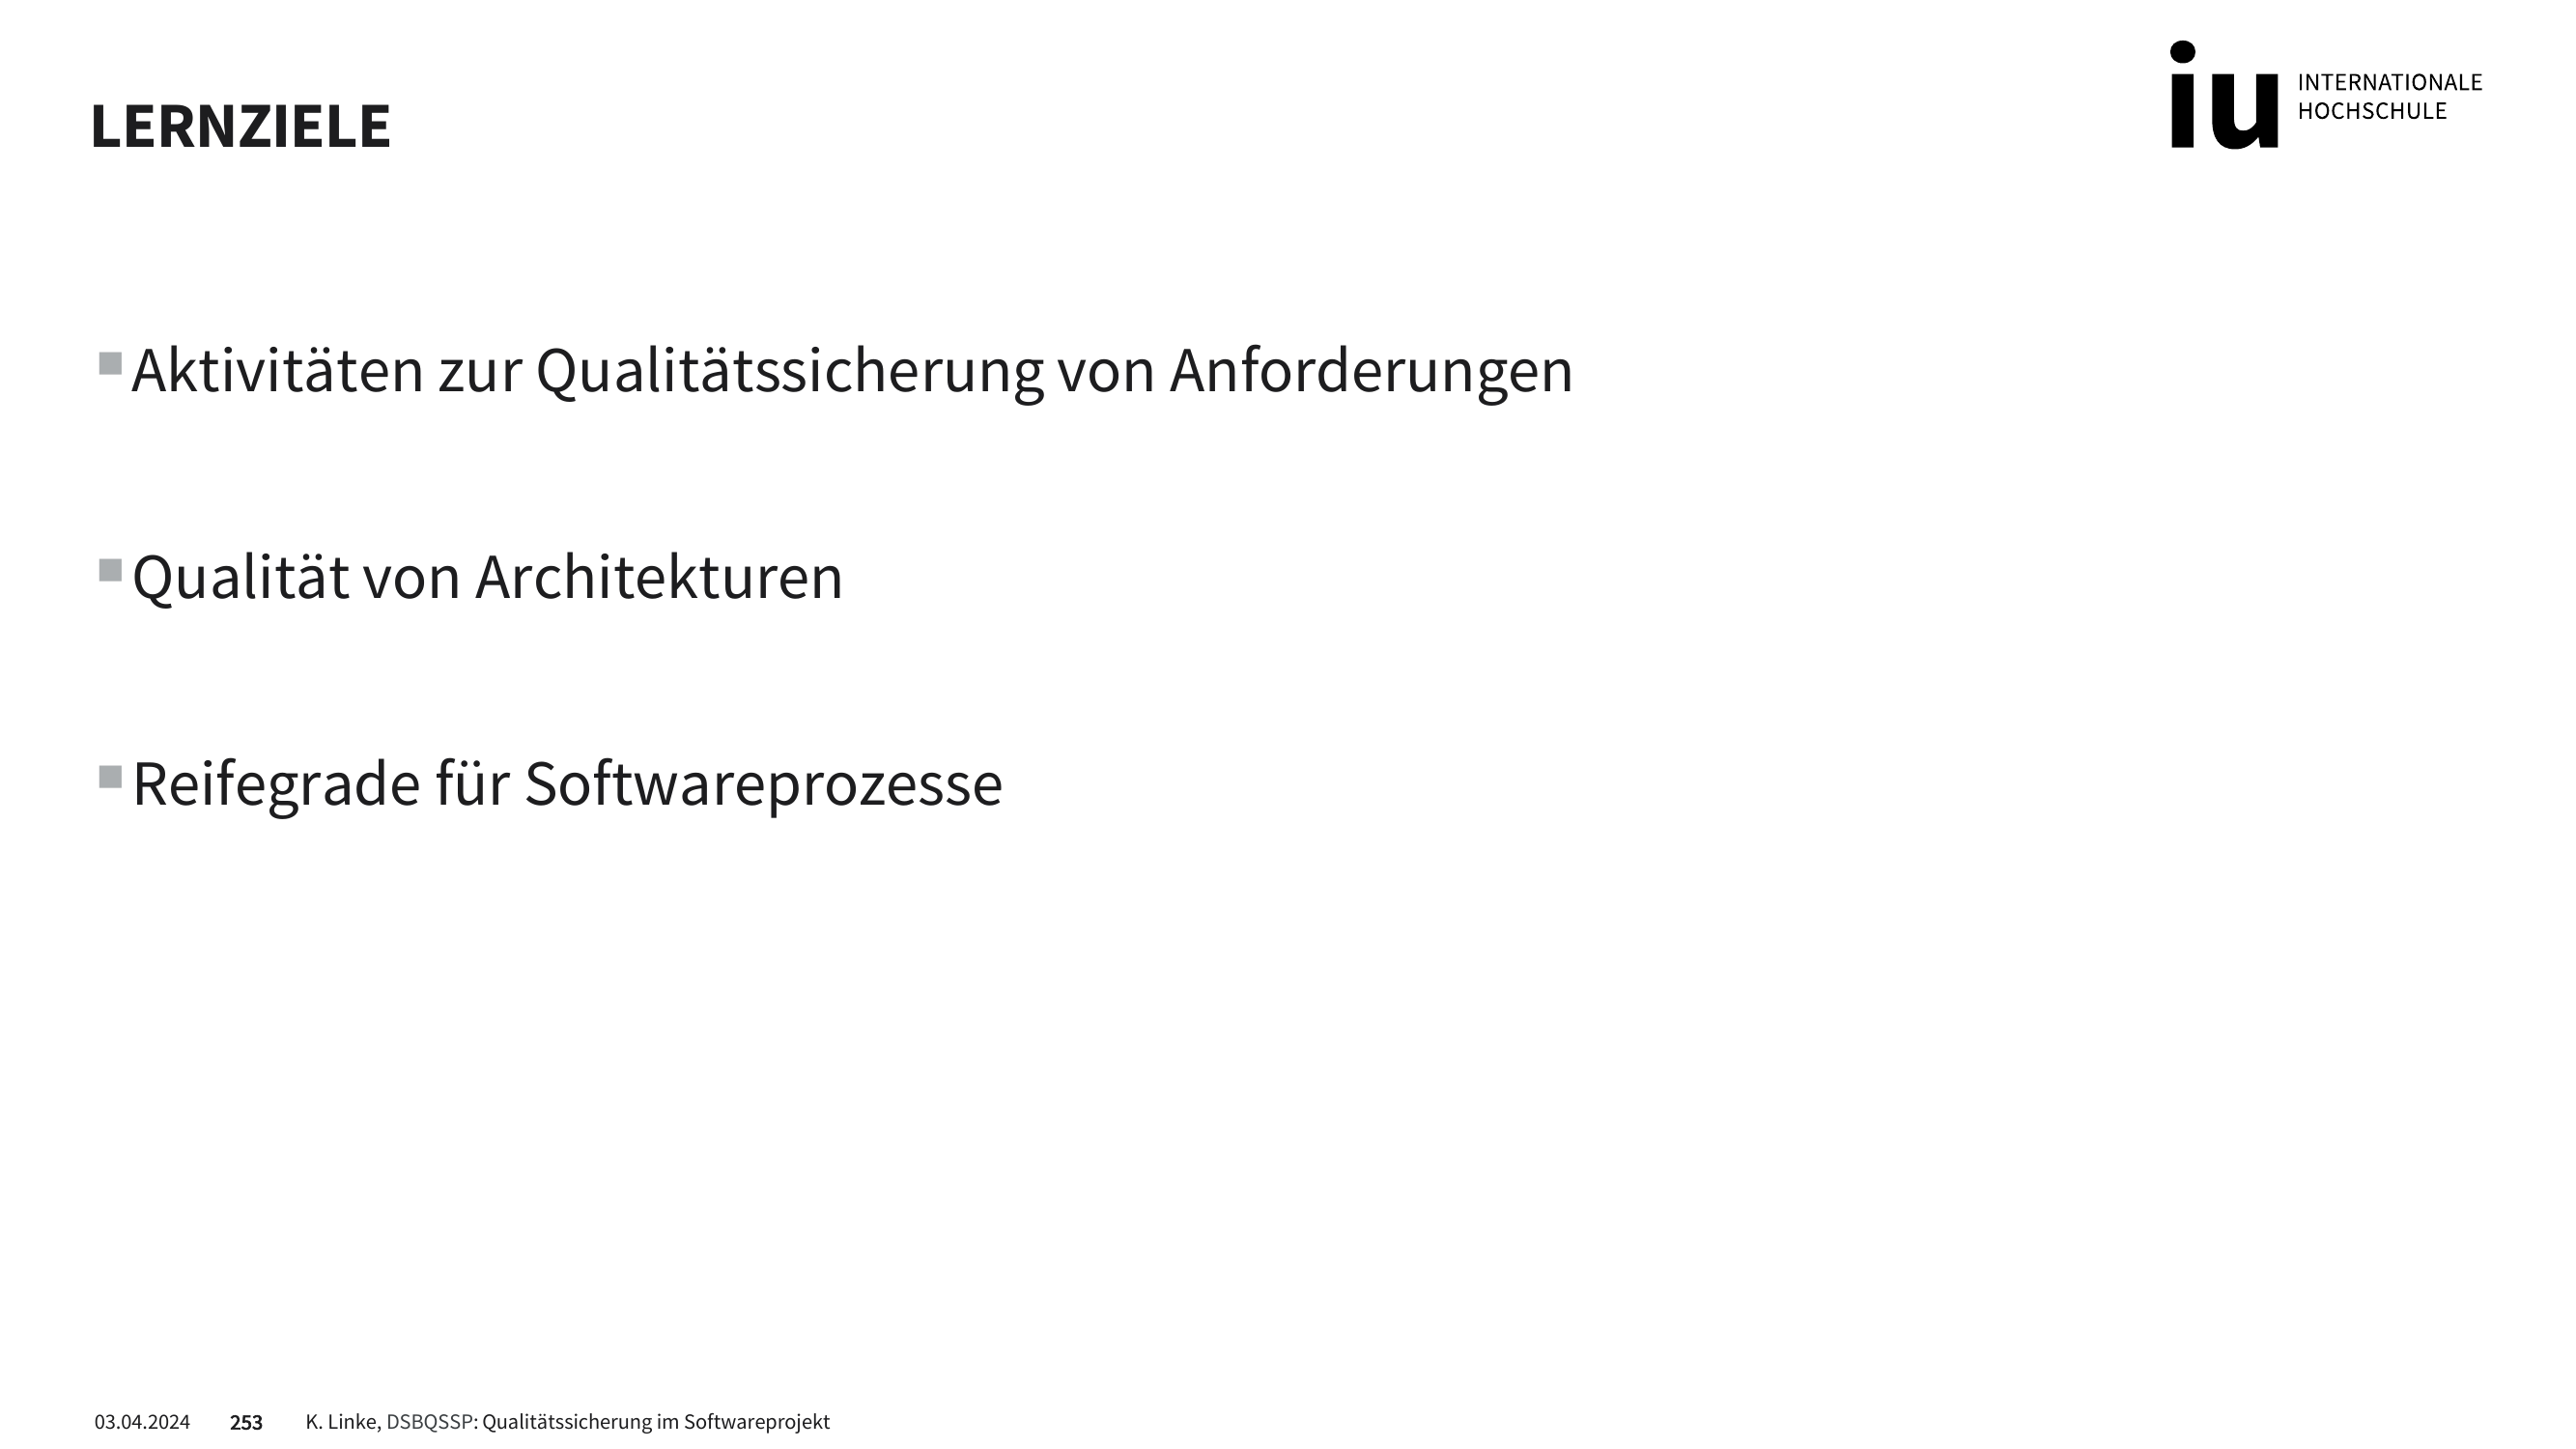 LERNZIELE
iu INTERNATIONALE
HOCHSCHULE
Aktivitäten zur Qualitätssicherung von Anforderungen
Qualität von Architekturen
Reifegrade für Softwareprozesse
03.04.2024 253 K. Linke, DSBQSSP: Qualitätssicherung im Softwareprojekt